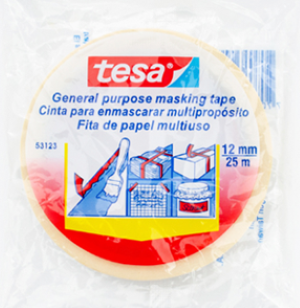 tesa
General purpose masking tape
Cinta para enmascarar multipropósito
Fita de papel multiuso
53123
12 mm
25 m